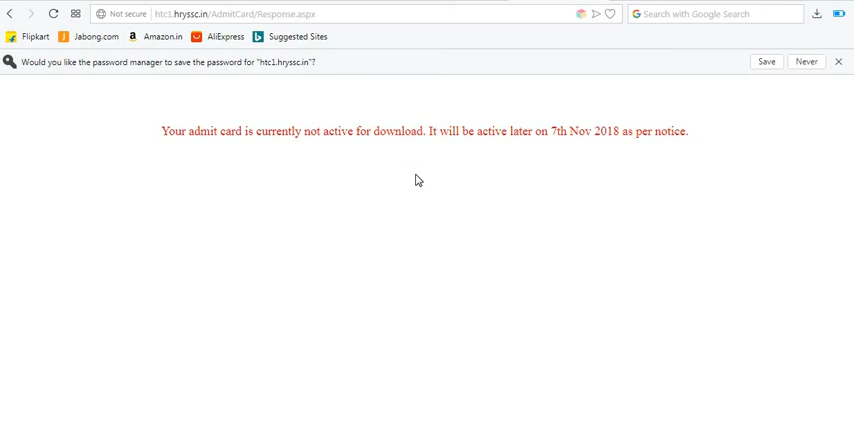 Not secure htc1.hryssc.in/AdmitCard/Response.aspx Search with Google Search
Flipkart Jabong.com Amazon.in AliExpress Suggested Sites
Would you like the password manager to save the password for "htc1.hryssc.in"? Save Never
Your admit card is currently not active for download. It will be active later on 7th Nov 2018 as per notice.